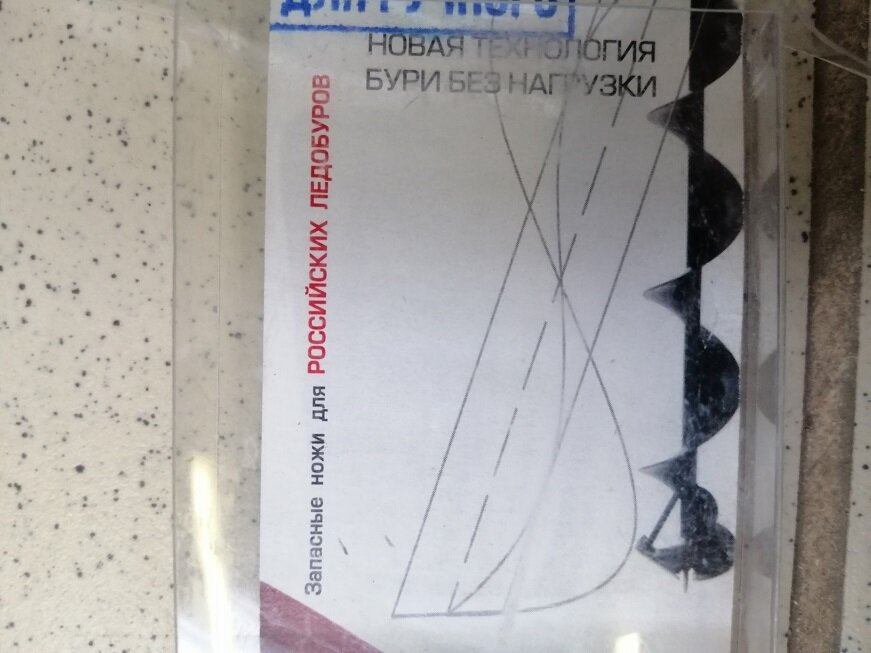 НОВАЯ ТЕХНОЛОГИЯ
БУРИ БЕЗ НАГРУЗКИ
Запасные ножи для РОССИЙСКИХ ЛЕДОБУРОВ